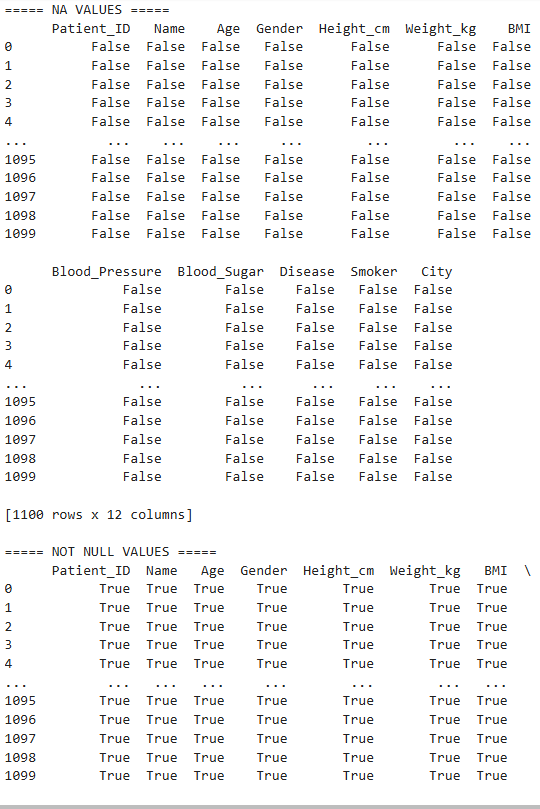 ===== NA VALUES =====
      Patient_ID   Name    Age  Gender  Height_cm  Weight_kg    BMI
0          False  False  False   False      False      False  False
1          False  False  False   False      False      False  False
2          False  False  False   False      False      False  False
3          False  False  False   False      False      False  False
4          False  False  False   False      False      False  False
...          ...    ...    ...     ...        ...        ...    ...
1095       False  False  False   False      False      False  False
1096       False  False  False   False      False      False  False
1097       False  False  False   False      False      False  False
1098       False  False  False   False      False      False  False
1099       False  False  False   False      False      False  False

      Blood_Pressure  Blood_Sugar  Disease  Smoker   City
0              False        False    False   False  False
1              False        False    False   False  False
2              False        False    False   False  False
3              False        False    False   False  False
4              False        False    False   False  False
...              ...          ...      ...     ...    ...
1095           False        False    False   False  False
1096           False        False    False   False  False
1097           False        False    False   False  False
1098           False        False    False   False  False
1099           False        False    False   False  False

[1100 rows x 12 columns]

===== NOT NULL VALUES =====
      Patient_ID  Name   Age  Gender  Height_cm  Weight_kg   BMI  \
0           True  True  True    True       True       True  True
1           True  True  True    True       True       True  True
2           True  True  True    True       True       True  True
3           True  True  True    True       True       True  True
4           True  True  True    True       True       True  True
...          ...   ...   ...     ...        ...        ...   ...
1095        True  True  True    True       True       True  True
1096        True  True  True    True       True       True  True
1097        True  True  True    True       True       True  True
1098        True  True  True    True       True       True  True
1099        True  True  True    True       True       True  True